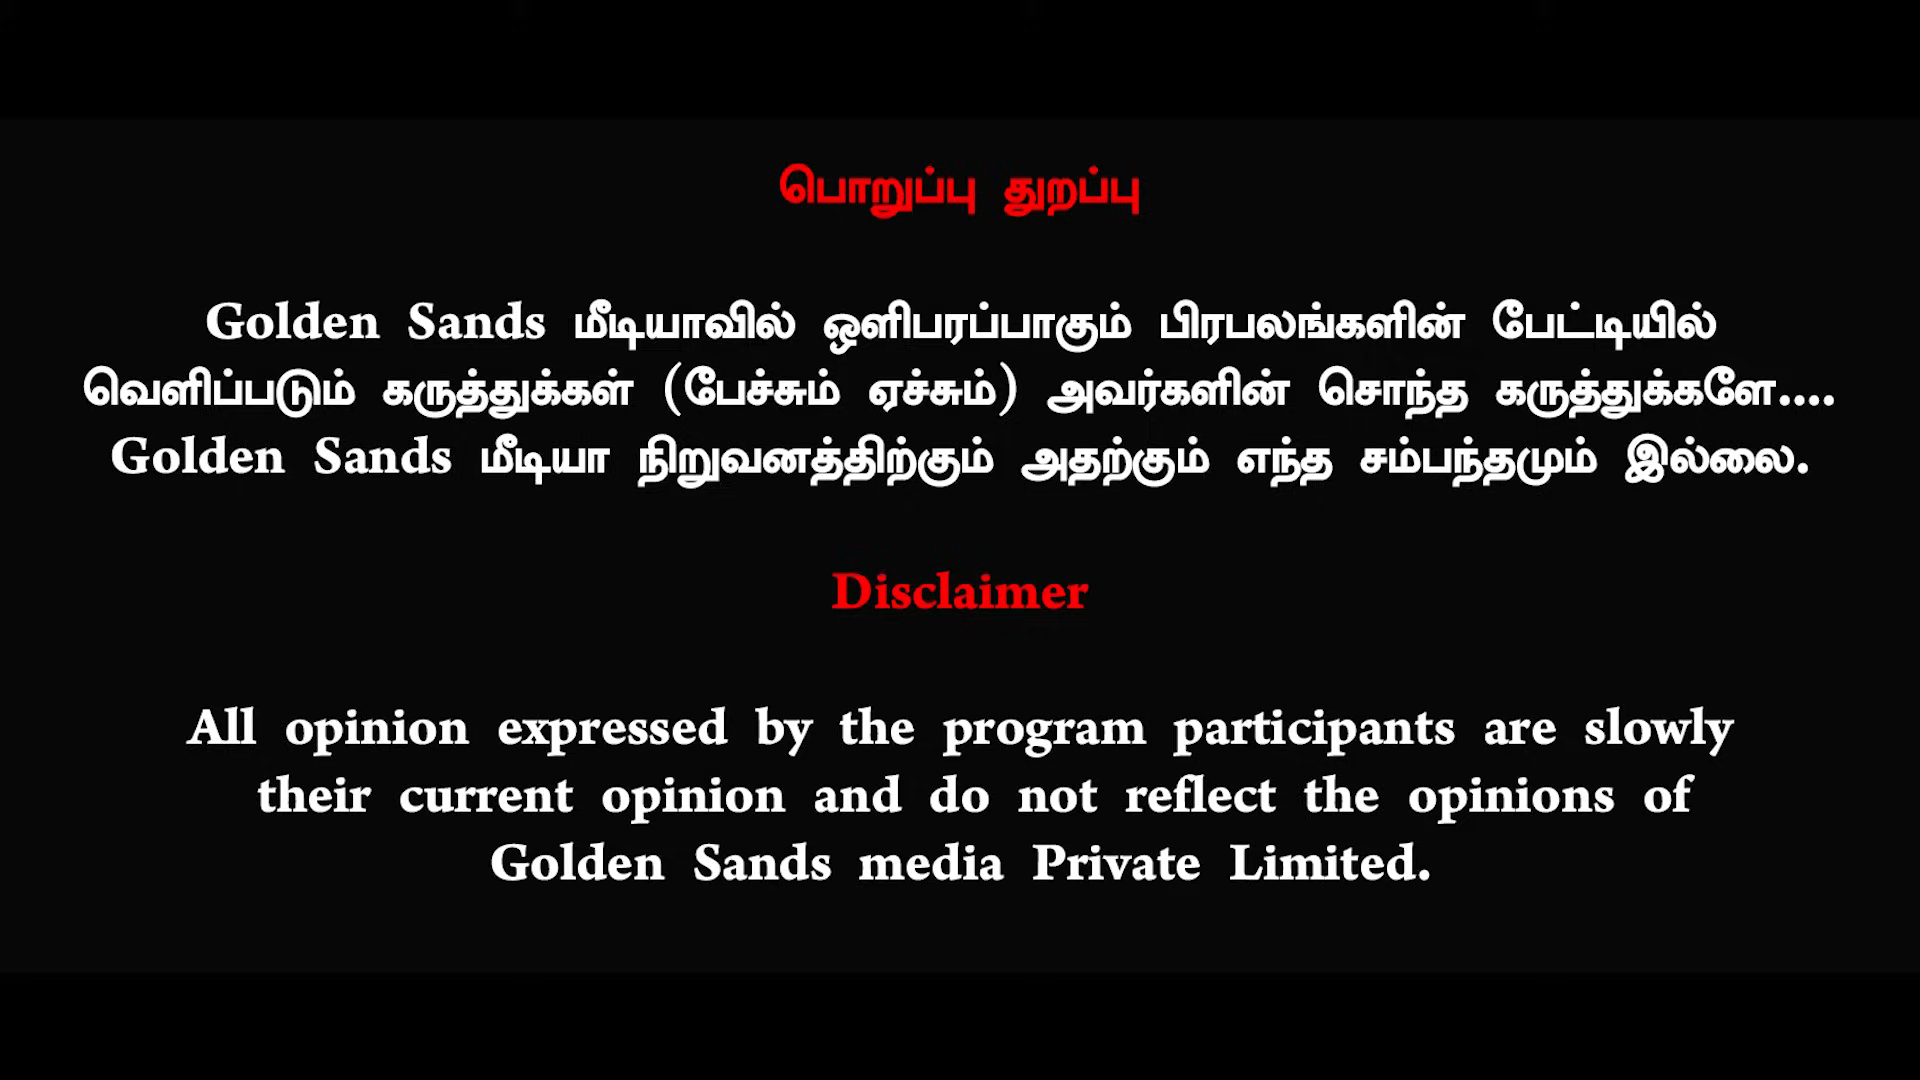 பொறுப்பு துறப்பு
Golden Sands மீடியாவில் ஒளிபரப்பாகும் பிரபலங்களின் பேட்டியில்
வெளிப்படும் கருத்துக்கள் (பேச்சும் ஏச்சும்) அவர்களின் சொந்த கருத்துக்களே....
Golden Sands மீடியா நிறுவனத்திற்கும் அதற்கும் எந்த சம்பந்தமும் இல்லை.
Disclaimer
All opinion expressed by the program participants are slowly
their current opinion and do not reflect the opinions of
Golden Sands media Private Limited.